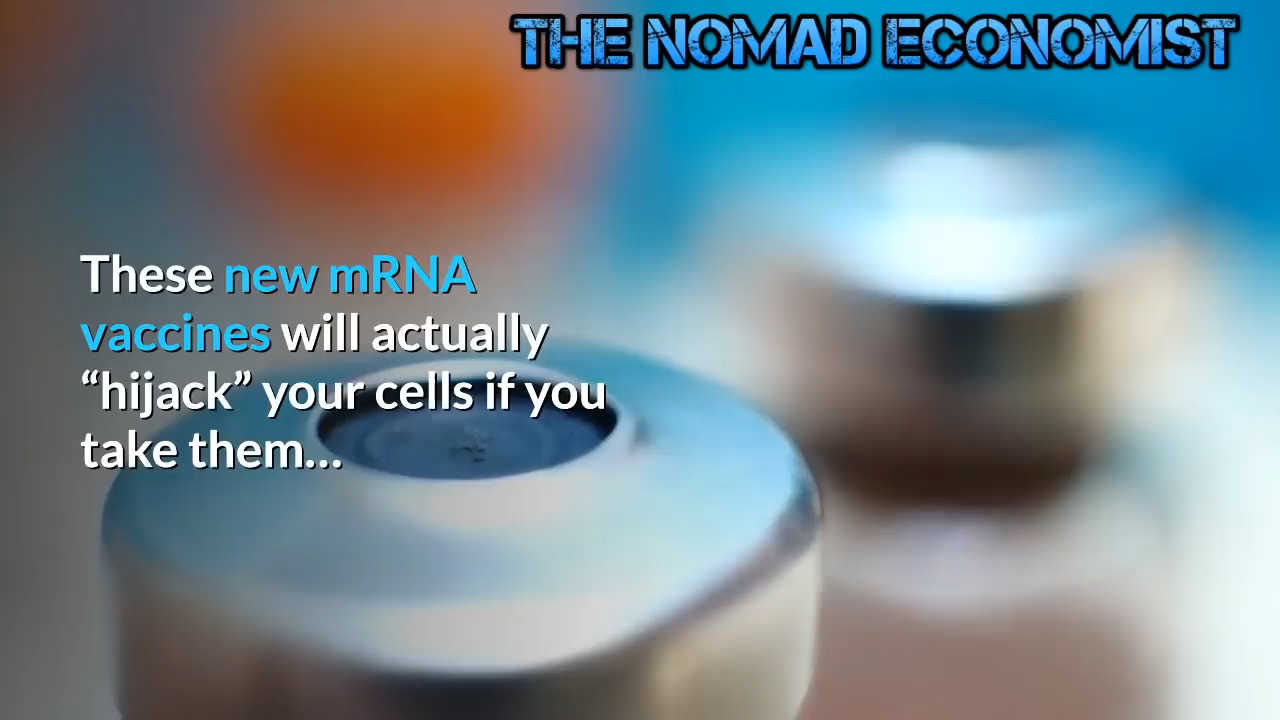 THE NOMAD ECONOMIST
These new mRNA
vaccines will actually
“hijack” your cells if you
take them...